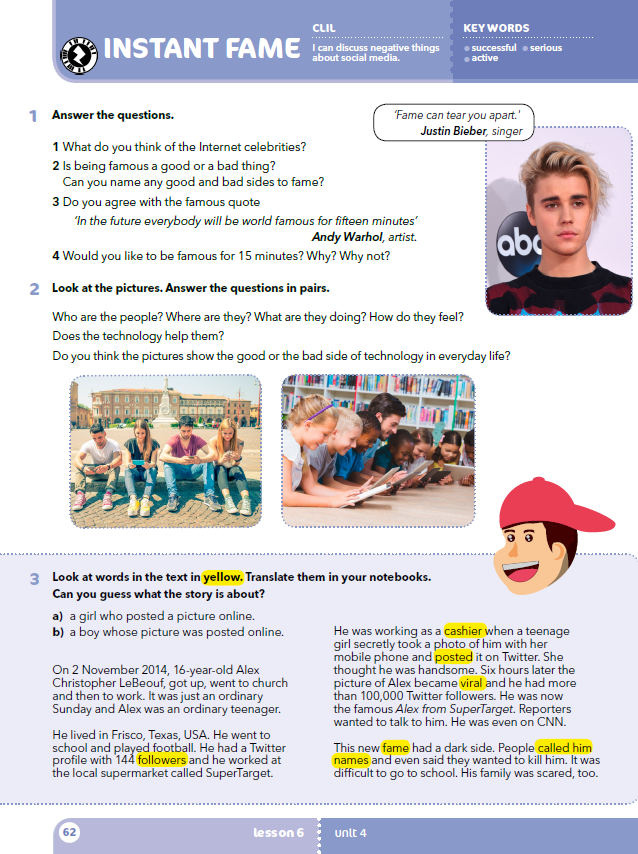 INSTANT FAME
CLIL
I can discuss negative things
about social media.
KEY WORDS
successful
serious
active
1 Answer the questions.
'Fame can tear you apart.'
Justin Bieber, singer
1 What do you think of the Internet celebrities?
2 Is being famous a good or a bad thing?
Can you name any good and bad sides to fame?
3 Do you agree with the famous quote
'In the future everybody will be world famous for fifteen minutes'
Andy Warhol, artist.
4 Would you like to be famous for 15 minutes? Why? Why not?
abc
2 Look at the pictures. Answer the questions in pairs.
Who are the people? Where are they? What are they doing? How do they feel?
Does the technology help them?
Do you think the pictures show the good or the bad side of technology in everyday life?
3 Look at words in the text in yellow. Translate them in your notebooks.
Can you guess what the story is about?
a) a girl who posted a picture online.
b) a boy whose picture was posted online.
On 2 November 2014, 16-year-old Alex
Christopher LeBeouf, got up, went to church
and then to work. It was just an ordinary
Sunday and Alex was an ordinary teenager.
He lived in Frisco, Texas, USA. He went to
school and played football. He had a Twitter
profile with 144 followers and he worked at
the local supermarket called SuperTarget.
He was working as a cashier when a teenage
girl secretly took a photo of him with her
mobile phone and posted it on Twitter. She
thought he was handsome. Six hours later the
picture of Alex became viral and he had more
than 100,000 Twitter followers. He was now
the famous Alex from SuperTarget. Reporters
wanted to talk to him. He was even on CNN.
This new fame had a dark side. People called him
names and even said they wanted to kill him. It was
difficult to go to school. His family was scared, too.
62
lesson 6
unit 4